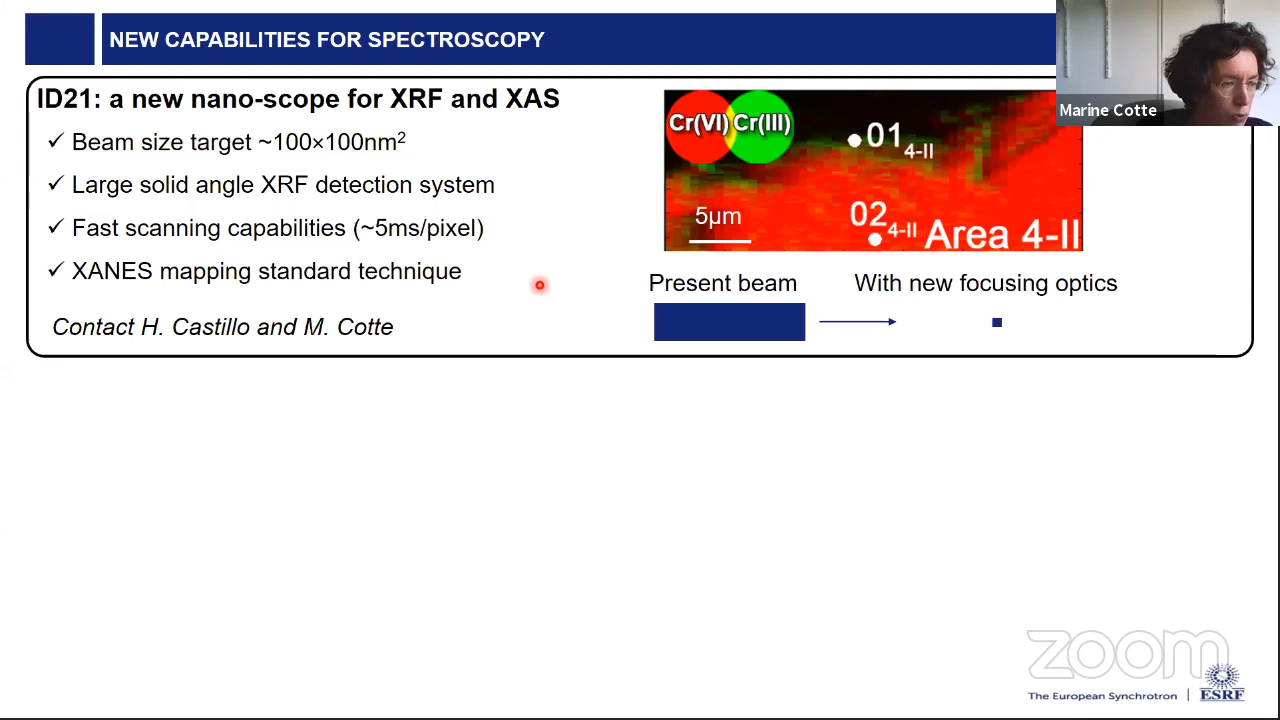 NEW CAPABILITIES FOR SPECTROSCOPY
Marine Cotte
ID21: a new nano-scope for XRF and XAS
✓ Beam size target ~100×100nm²
✓ Large solid angle XRF detection system
✓ Fast scanning capabilities (~5ms/pixel)
✓ XANES mapping standard technique
Contact H. Castillo and M. Cotte
Cr(VI) Cr(III)
01 4-II
5μm
02 4-II Area 4-II
Present beam
With new focusing optics
zoom
The European Synchrotron | ESRF